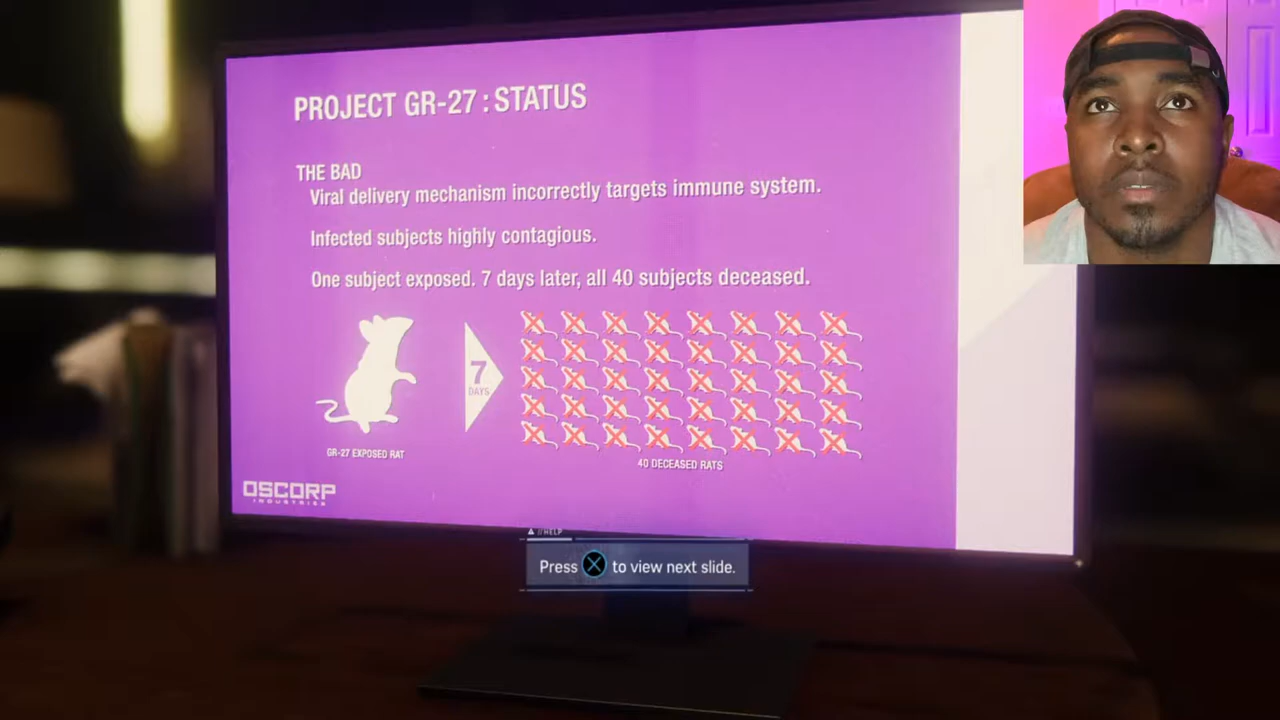 PROJECT GR-27 : STATUS
THE BAD
Viral delivery mechanism incorrectly targets immune system.
Infected subjects highly contagious.
One subject exposed. 7 days later, all 40 subjects deceased.
7
DAYS
GR-27 EXPOSED RAT
40 DECEASED RATS
OSCORP
INDUSTRIES
//HELP
Press to view next slide.